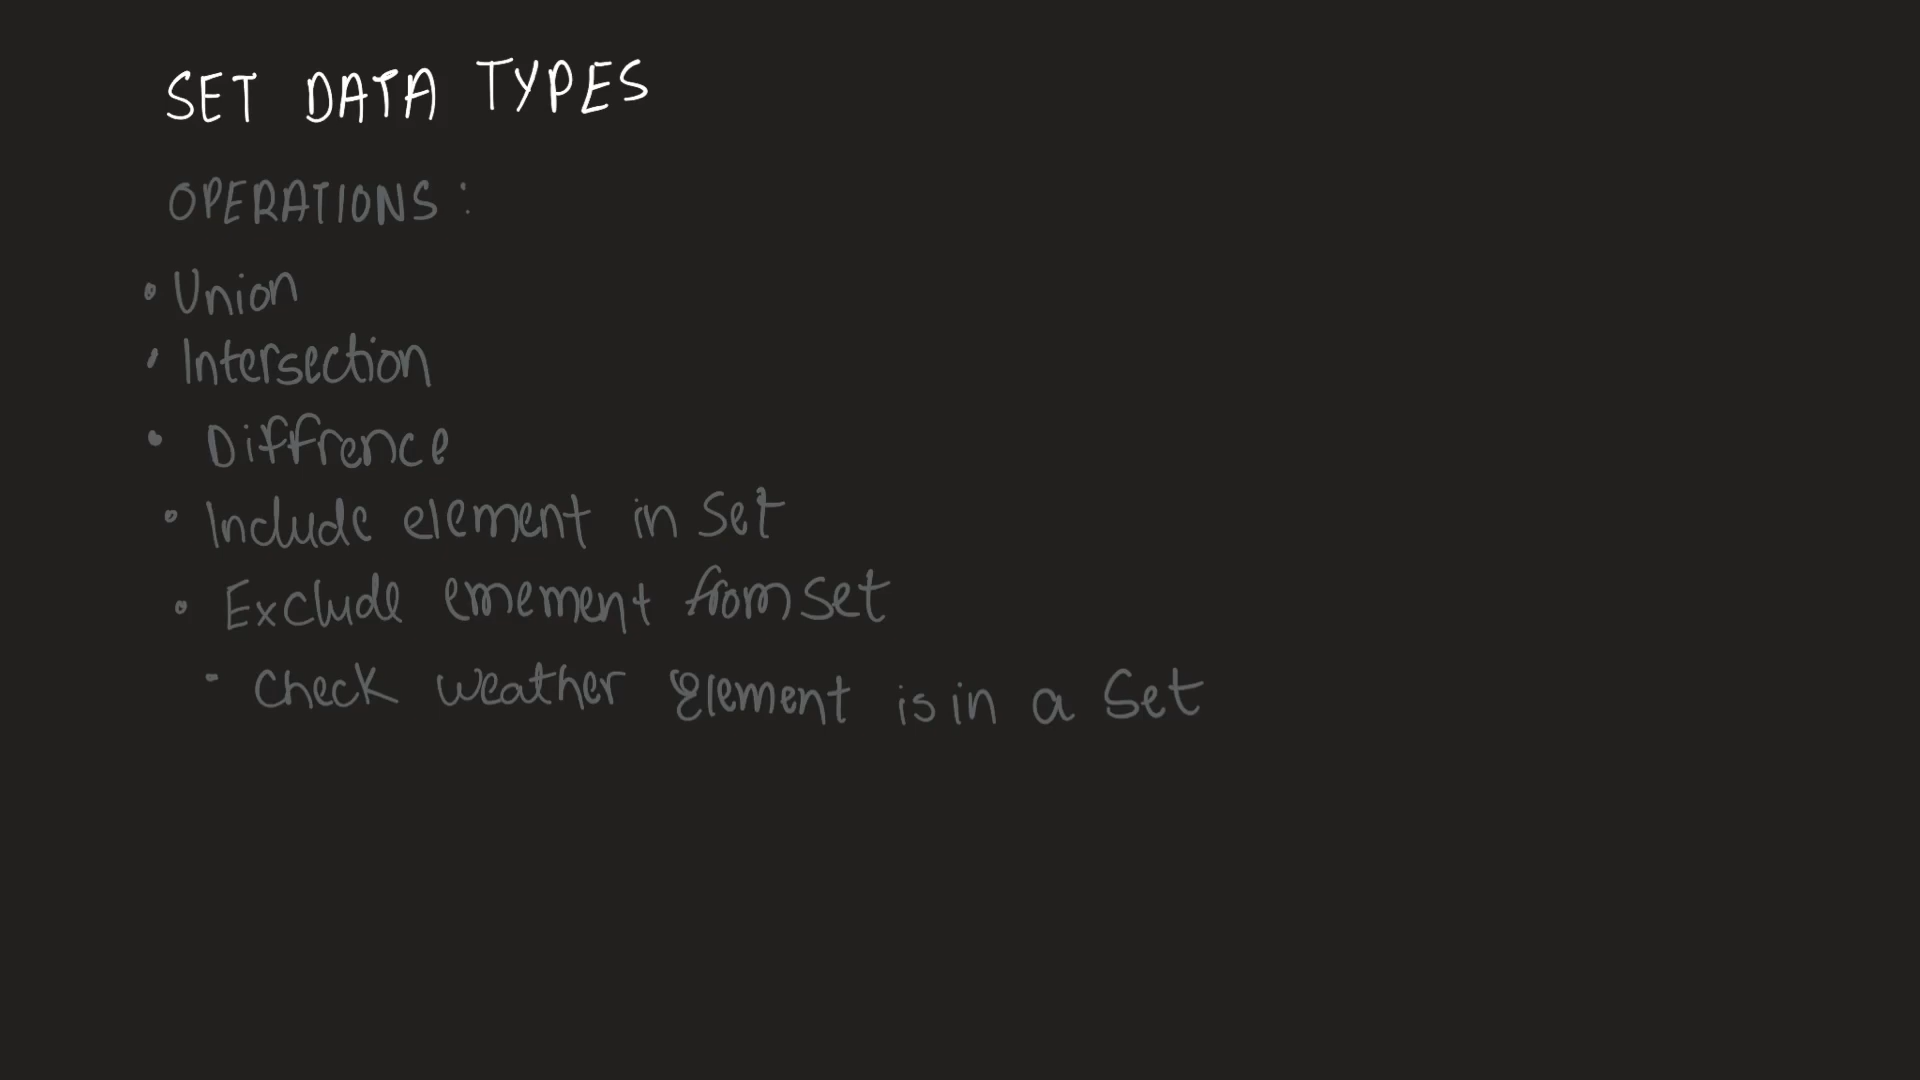 SET DATA TYPES
OPERATIONS :
• Union
• Intersection
• Diffrence
• Include element in Set
• Exclude emement from set
- Check weather Element is in a Set